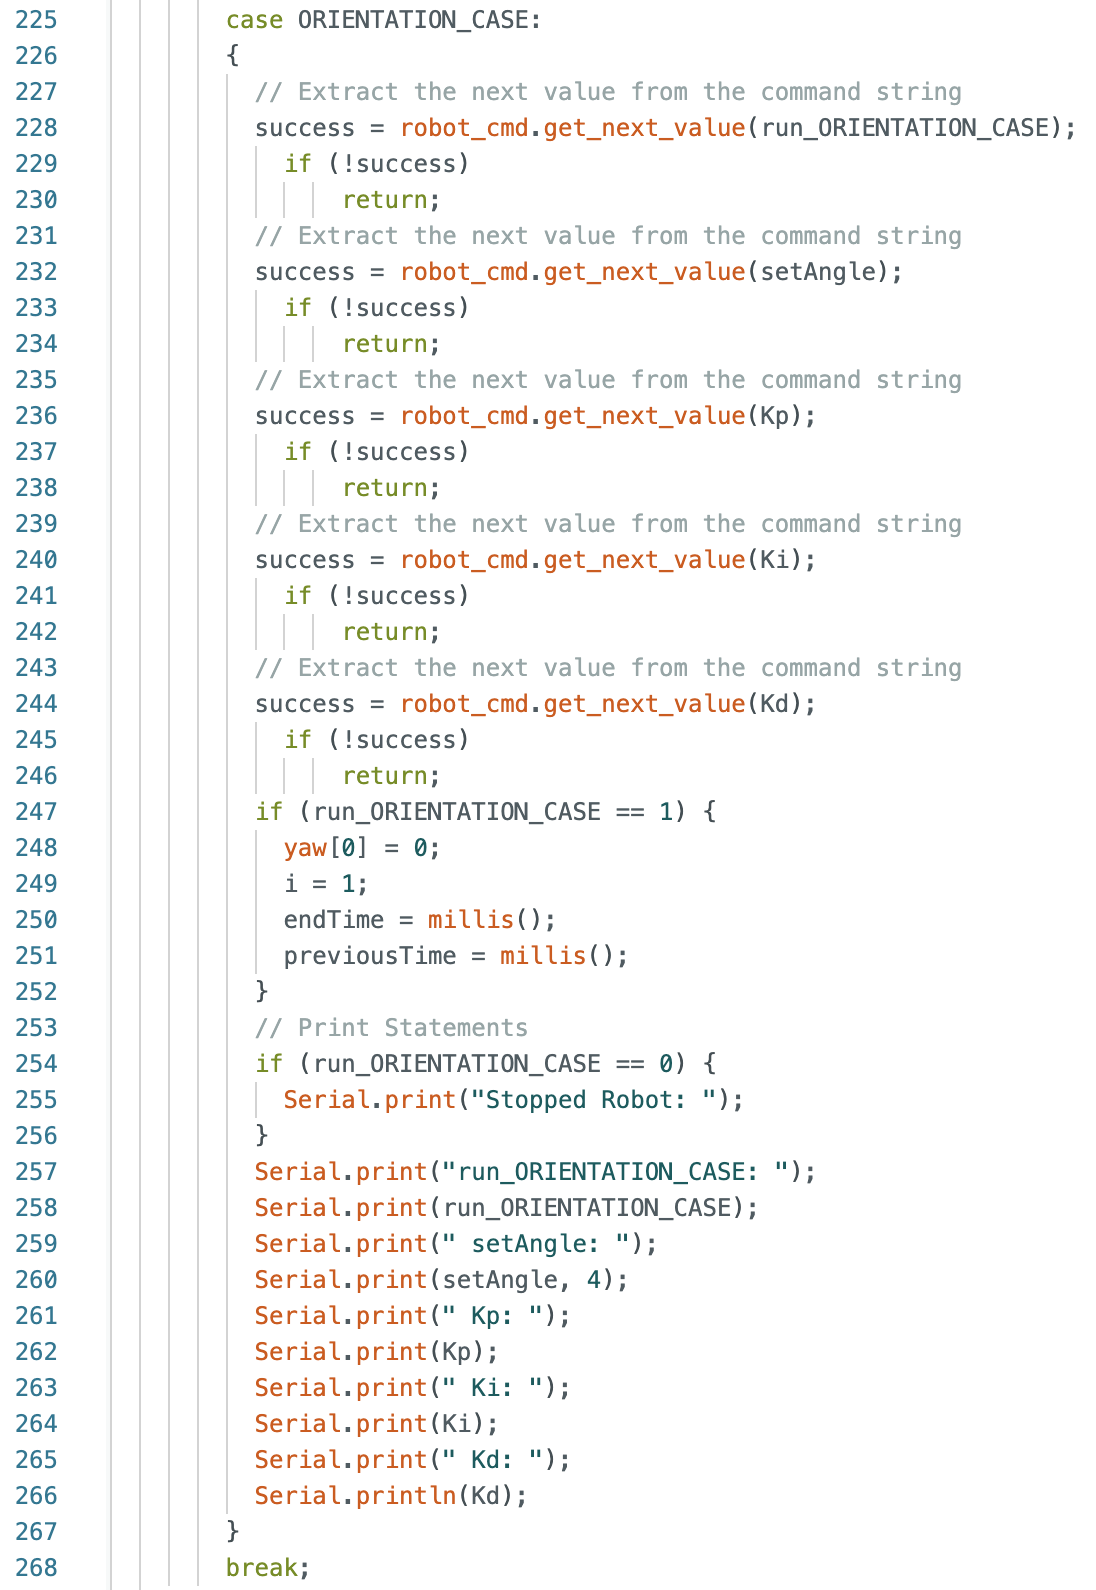 225 case ORIENTATION_CASE:
226 {
227 // Extract the next value from the command string
228 success = robot_cmd.get_next_value(run_ORIENTATION_CASE);
229 if (!success)
230 return;
231 // Extract the next value from the command string
232 success = robot_cmd.get_next_value(setAngle);
233 if (!success)
234 return;
235 // Extract the next value from the command string
236 success = robot_cmd.get_next_value(Kp);
237 if (!success)
238 return;
239 // Extract the next value from the command string
240 success = robot_cmd.get_next_value(Ki);
241 if (!success)
242 return;
243 // Extract the next value from the command string
244 success = robot_cmd.get_next_value(Kd);
245 if (!success)
246 return;
247 if (run_ORIENTATION_CASE == 1) {
248 yaw[0] = 0;
249 i = 1;
250 endTime = millis();
251 previousTime = millis();
252 }
253 // Print Statements
254 if (run_ORIENTATION_CASE == 0) {
255 Serial.print("Stopped Robot: ");
256 }
257 Serial.print("run_ORIENTATION_CASE: ");
258 Serial.print(run_ORIENTATION_CASE);
259 Serial.print(" setAngle: ");
260 Serial.print(setAngle, 4);
261 Serial.print(" Kp: ");
262 Serial.print(Kp);
263 Serial.print(" Ki: ");
264 Serial.print(Ki);
265 Serial.print(" Kd: ");
266 Serial.println(Kd);
267 }
268 break;